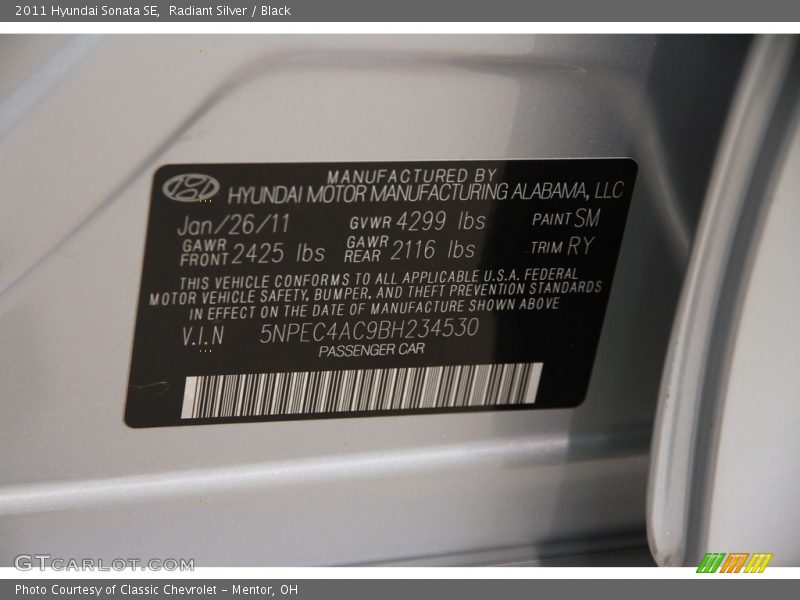 2011 Hyundai Sonata SE, Radiant Silver / Black
MANUFACTURED BY
HYUNDAI MOTOR MANUFACTURING ALABAMA, LLC
Jan/26/11 GVWR 4299 lbs PAINT SM
GAWR FRONT 2425 lbs GAWR REAR 2116 lbs TRIM RY
THIS VEHICLE CONFORMS TO ALL APPLICABLE U.S.A. FEDERAL
MOTOR VEHICLE SAFETY, BUMPER, AND THEFT PREVENTION STANDARDS
IN EFFECT ON THE DATE OF MANUFACTURE SHOWN ABOVE
V.I.N 5NPEC4AC9BH234530
PASSENGER CAR
GTCARLOT.COM
Photo Courtesy of Classic Chevrolet - Mentor, OH